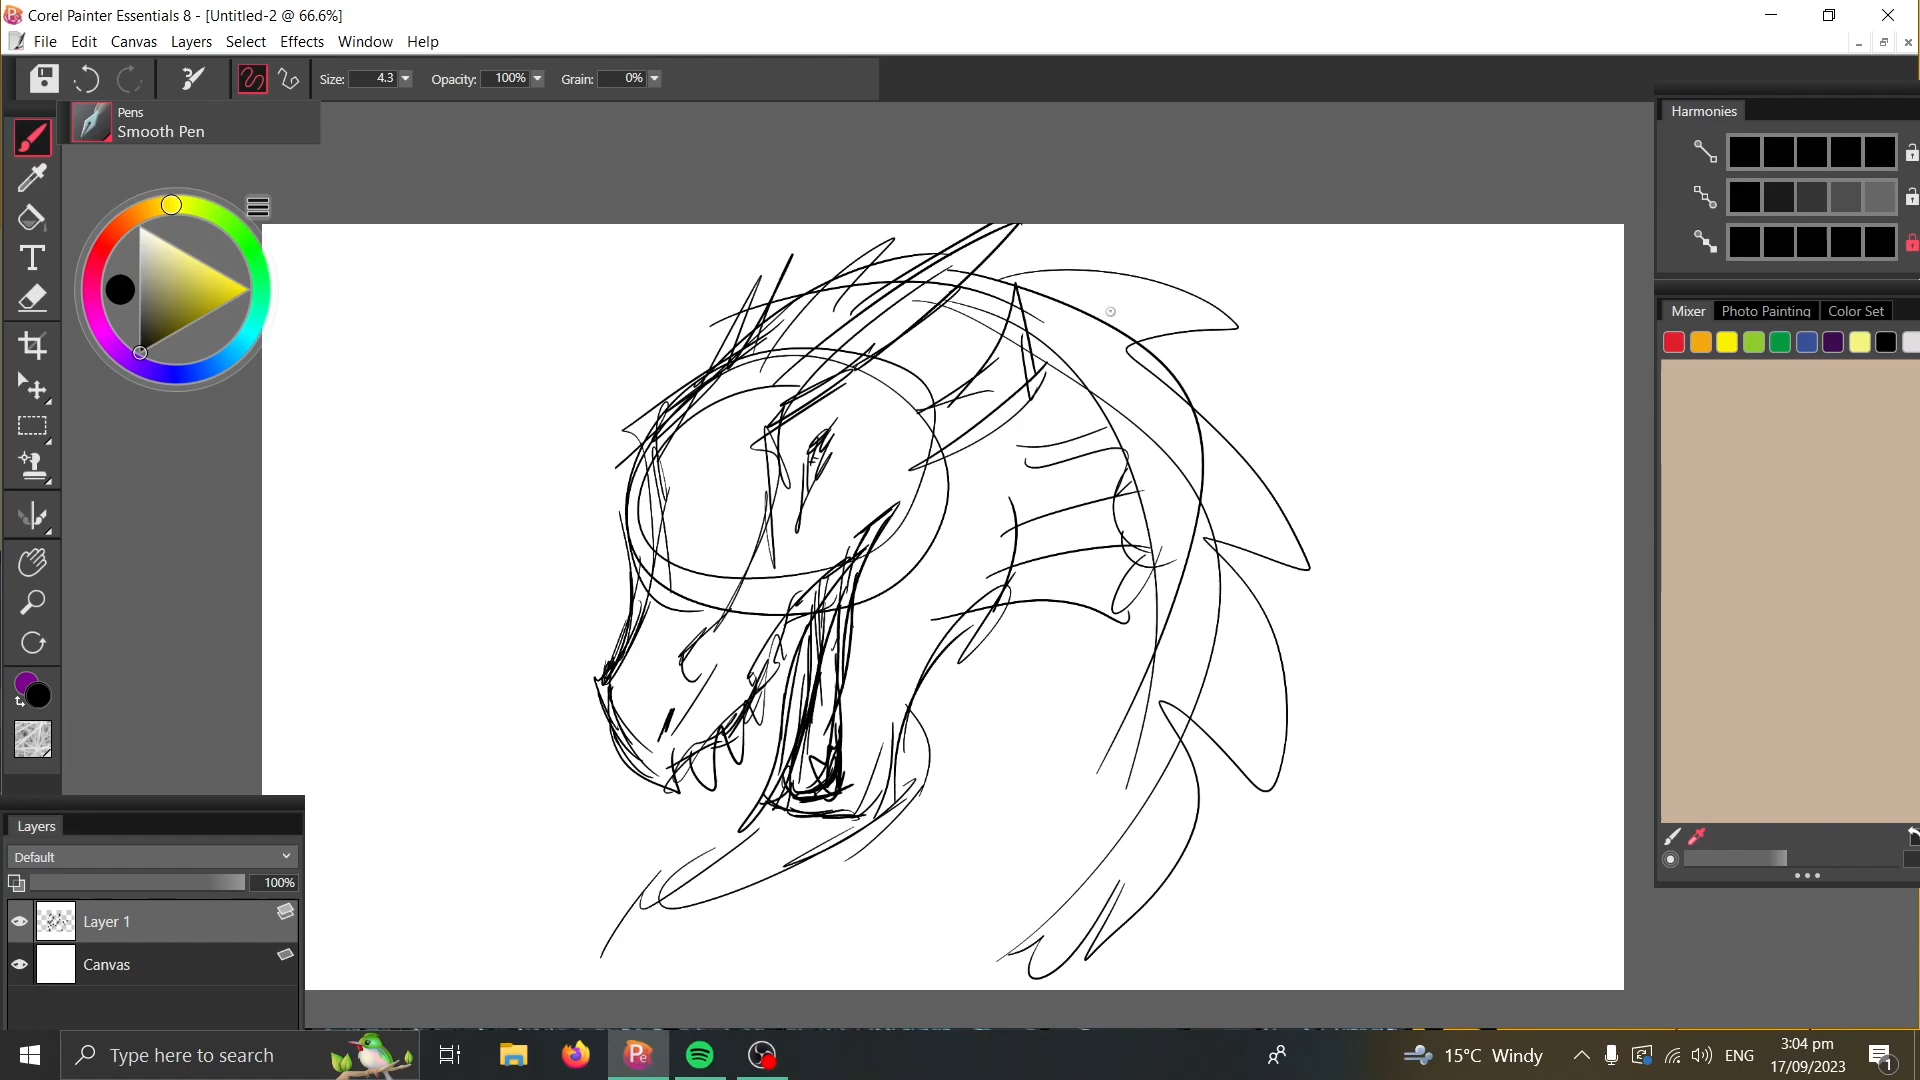 Corel Painter Essentials 8 - [Untitled-2 @ 66.6%]
File Edit Canvas Layers Select Effects Window Help
Size: 4.3 Opacity: 100% Grain: 0%
Pens
Smooth Pen
Harmonies
Mixer Photo Painting Color Set
Layers
Default
100%
Layer 1
Canvas
Type here to search
15°C Windy
ENG
3:04 pm
17/09/2023
1